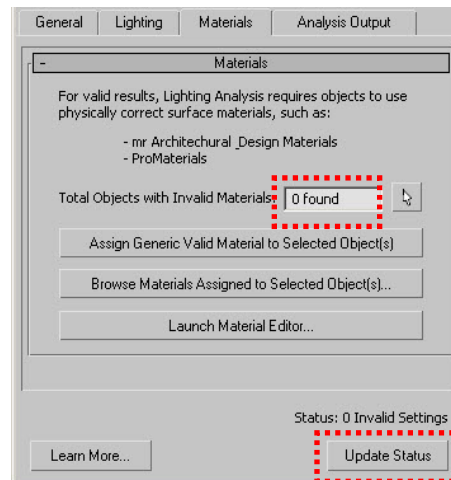 General Lighting Materials Analysis Output
- Materials
For valid results, Lighting Analysis requires objects to use
physically correct surface materials, such as:
- mr Architechural _Design Materials
- ProMaterials
Total Objects with Invalid Materials: 0 found
Assign Generic Valid Material to Selected Object(s)
Browse Materials Assigned to Selected Object(s)...
Launch Material Editor...
Status: 0 Invalid Settings
Learn More... Update Status